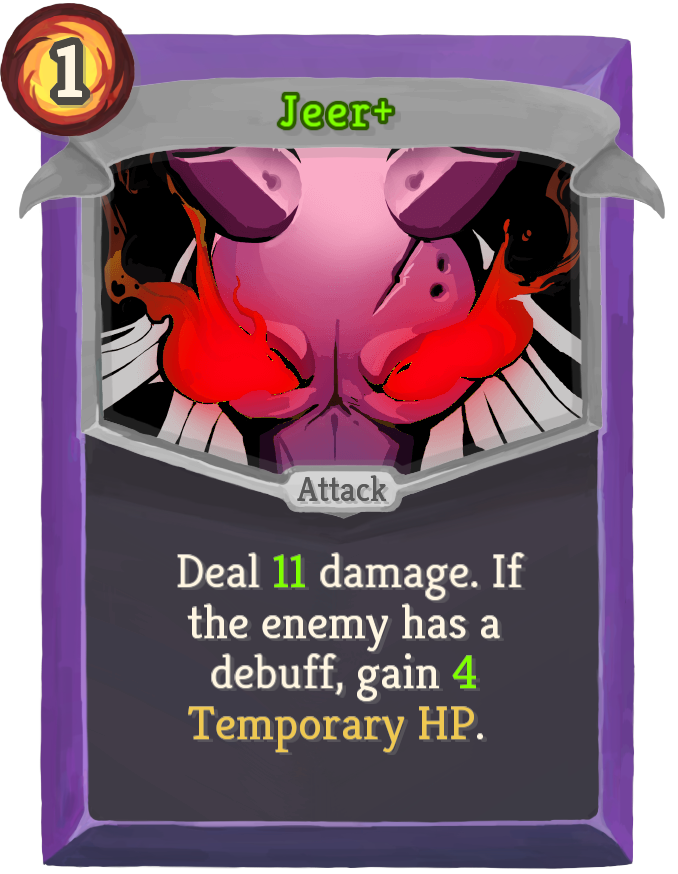 1
Jeer+
Attack
Deal 11 damage. If
the enemy has a
debuff, gain 4
Temporary HP.